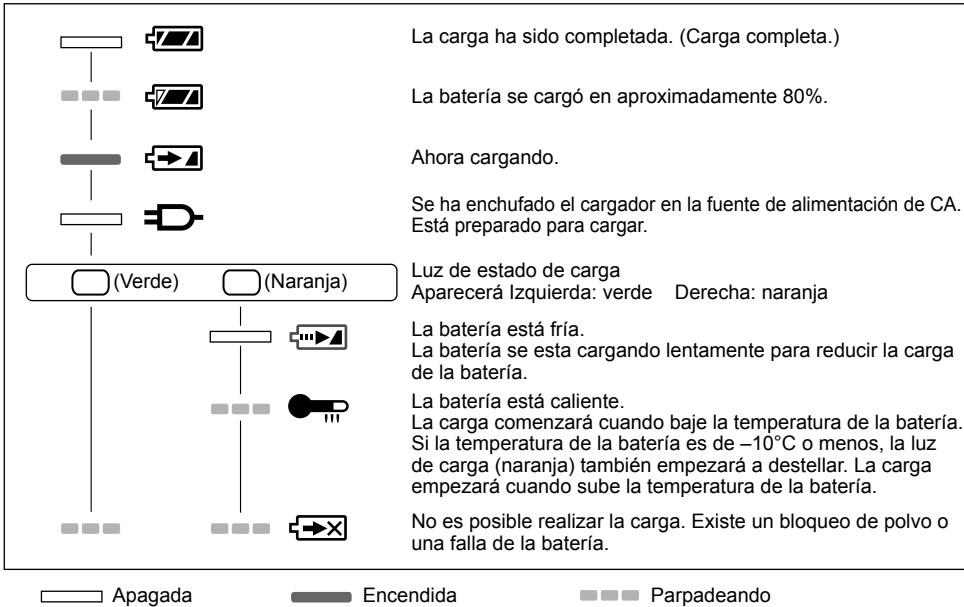 La carga ha sido completada. (Carga completa.)
La batería se cargó en aproximadamente 80%.
Ahora cargando.
Se ha enchufado el cargador en la fuente de alimentación de CA.
Está preparado para cargar.
(Verde) (Naranja)
Luz de estado de carga
Aparecerá Izquierda: verde Derecha: naranja
La batería está fría.
La batería se esta cargando lentamente para reducir la carga
de la batería.
La batería está caliente.
La carga comenzará cuando baje la temperatura de la batería.
Si la temperatura de la batería es de –10°C o menos, la luz
de carga (naranja) también empezará a destellar. La carga
empezará cuando sube la temperatura de la batería.
No es posible realizar la carga. Existe un bloqueo de polvo o
una falla de la batería.
Apagada Encendida Parpadeando